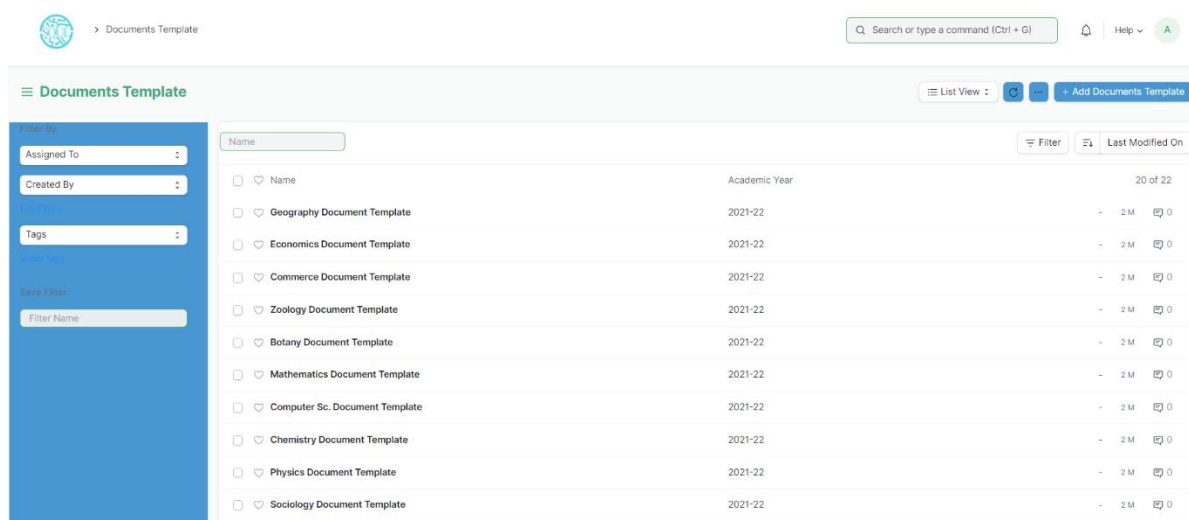 > Documents Template
Search or type a command (Ctrl + G)
Help
A
Documents Template
List View
+ Add Documents Template
Filter By
Assigned To
Created By
Edit Filters
Tags
Show Tags
Save Filter
Filter Name
Name
Filter
Last Modified On
Name Academic Year 20 of 22
Geography Document Template 2021-22 - 2 M 0
Economics Document Template 2021-22 - 2 M 0
Commerce Document Template 2021-22 - 2 M 0
Zoology Document Template 2021-22 - 2 M 0
Botany Document Template 2021-22 - 2 M 0
Mathematics Document Template 2021-22 - 2 M 0
Computer Sc. Document Template 2021-22 - 2 M 0
Chemistry Document Template 2021-22 - 2 M 0
Physics Document Template 2021-22 - 2 M 0
Sociology Document Template 2021-22 - 2 M 0